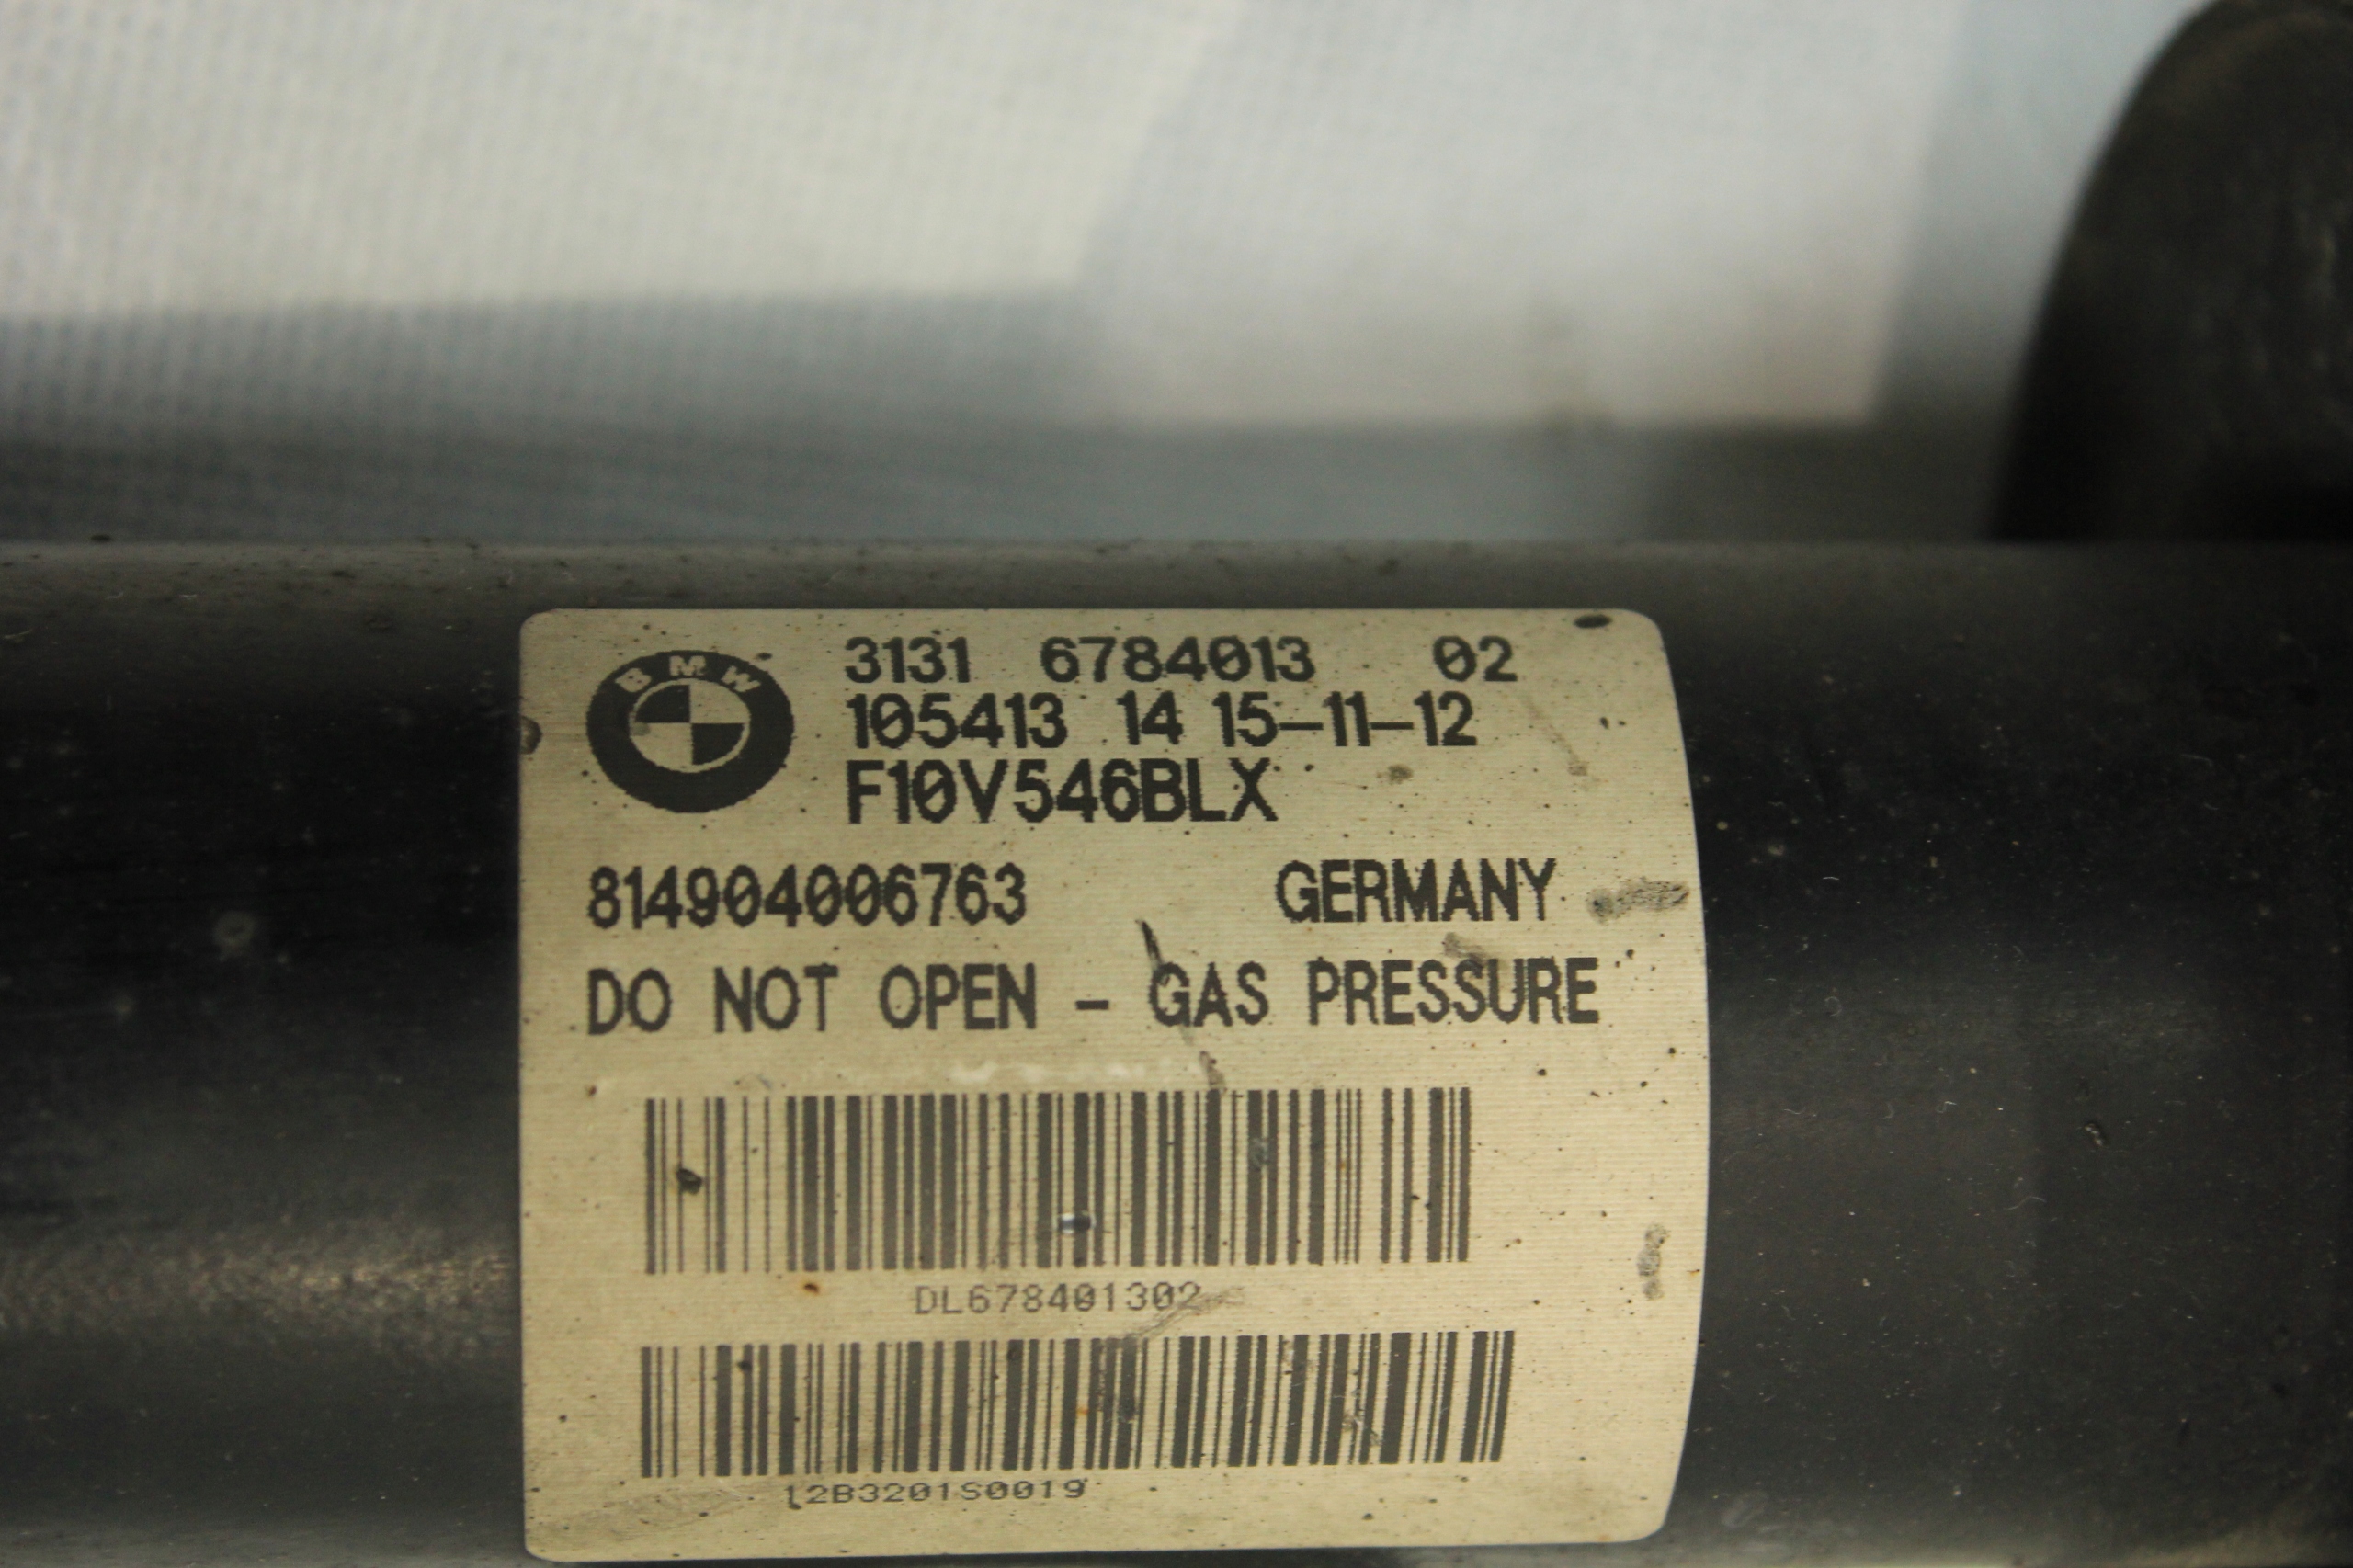 BMW
3131 6784013 02
105413 14 15-11-12
F10V546BLX
814904006763 GERMANY
DO NOT OPEN - GAS PRESSURE
DL678401302
12B3201S0019